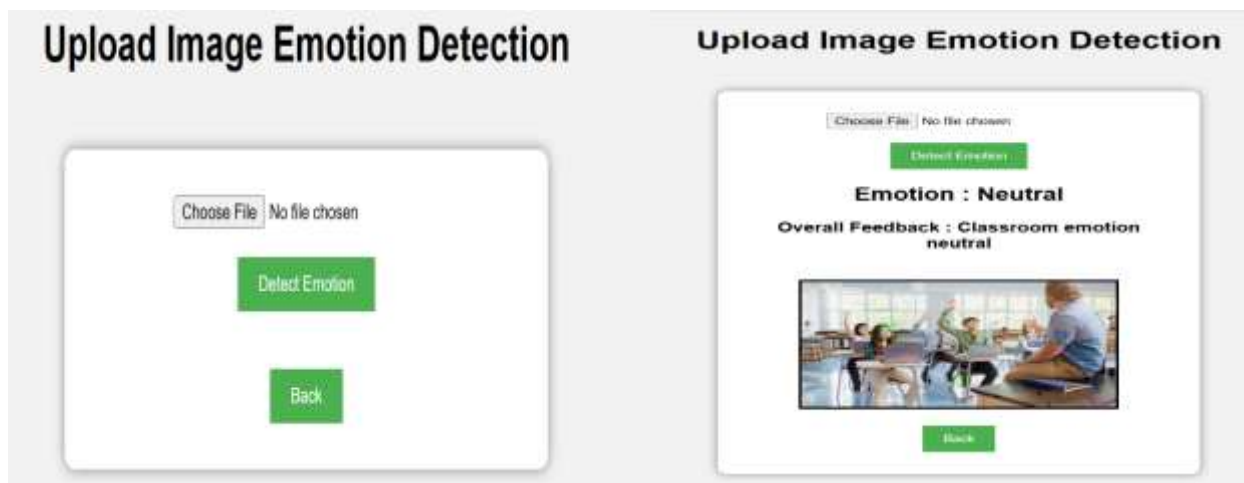 Upload Image Emotion Detection
Choose File No file chosen
Detect Emotion
Back
Upload Image Emotion Detection
Choose File No file chosen
Detect Emotion
Emotion : Neutral
Overall Feedback : Classroom emotion
neutral
Back